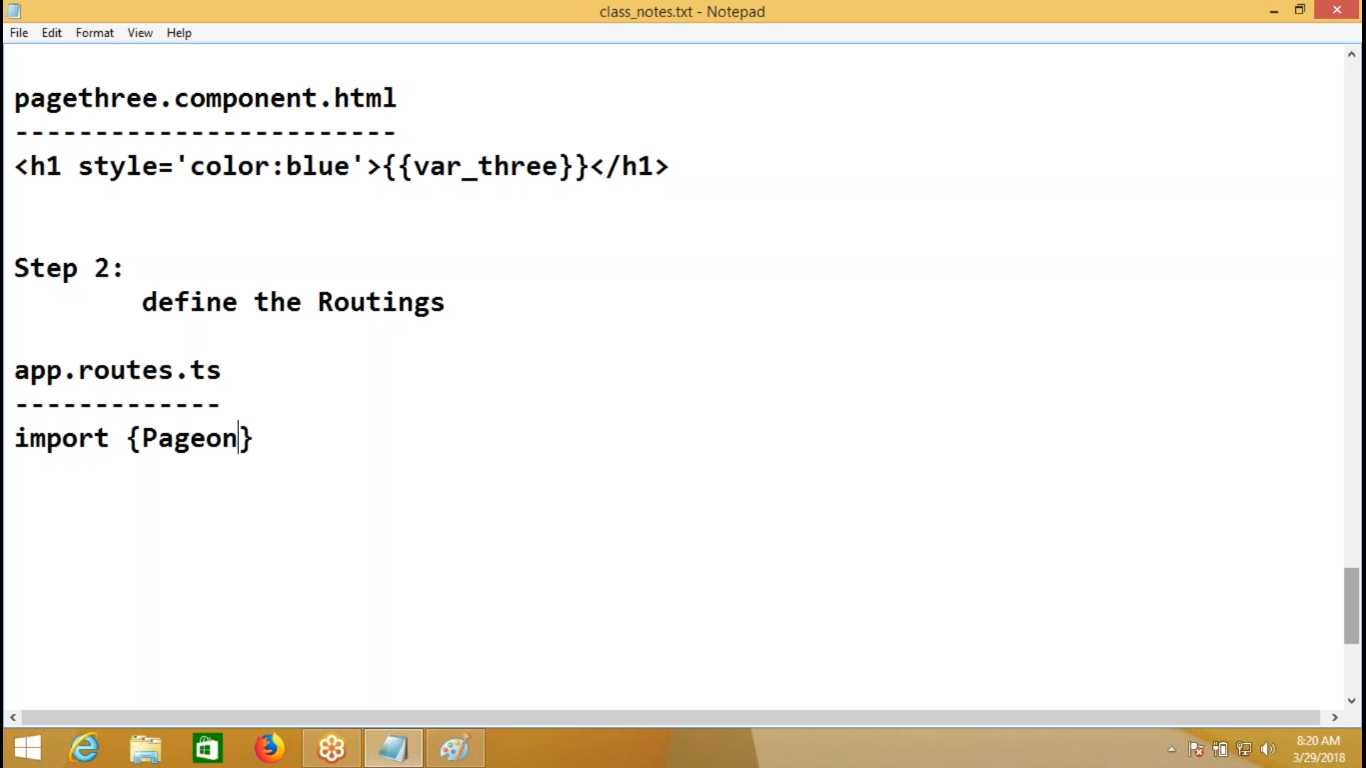 class_notes.txt - Notepad
File Edit Format View Help
pagethree.component.html
------------------------
<h1 style='color:blue'>{{var_three}}</h1>
Step 2:
define the Routings
app.routes.ts
-------------
import {Pageon}
8:20 AM
3/29/2018